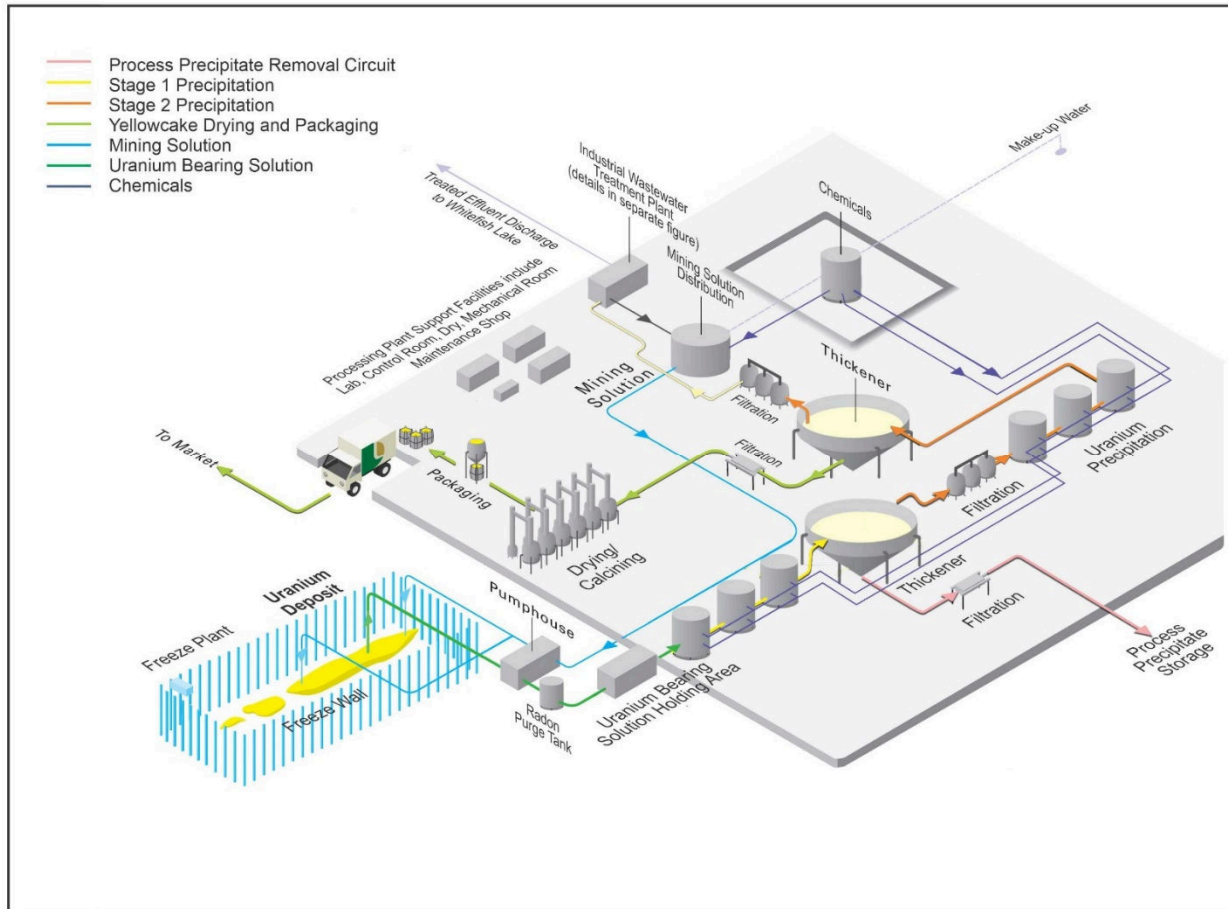 Process Precipitate Removal Circuit
Stage 1 Precipitation
Stage 2 Precipitation
Yellowcake Drying and Packaging
Mining Solution
Uranium Bearing Solution
Chemicals
Make-up Water
Treated Effluent Discharge
to Whitefish Lake
Industrial Wastewater
Treatment Plant
(details in separate figure)
Mining Solution
Distribution
Chemicals
Processing Plant Support Facilities include
Lab, Control Room, Dry, Mechanical Room
Maintenance Shop
Mining
Solution
Filtration
Thickener
Uranium
Precipitation
To Market
Packaging
Filtration
Filtration
Drying/
Calcining
Thickener
Filtration
Process
Precipitate
Storage
Uranium
Deposit
Pumphouse
Freeze Plant
Freeze Wall
Radon
Purge Tank
Uranium Bearing
Solution Holding Area